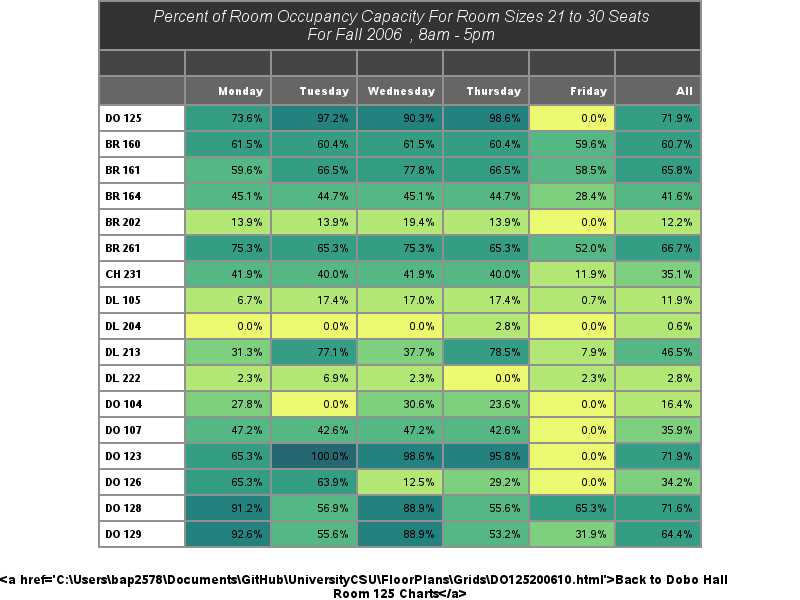 Percent of Room Occupancy Capacity For Room Sizes 21 to 30 Seats
For Fall 2006 , 8am - 5pm
Monday Tuesday Wednesday Thursday Friday All
DO 125 73.6% 97.2% 90.3% 98.6% 0.0% 71.9%
BR 160 61.5% 60.4% 61.5% 60.4% 59.6% 60.7%
BR 161 59.6% 66.5% 77.8% 66.5% 58.5% 65.8%
BR 164 45.1% 44.7% 45.1% 44.7% 28.4% 41.6%
BR 202 13.9% 13.9% 19.4% 13.9% 0.0% 12.2%
BR 261 75.3% 65.3% 75.3% 65.3% 52.0% 66.7%
CH 231 41.9% 40.0% 41.9% 40.0% 11.9% 35.1%
DL 105 6.7% 17.4% 17.0% 17.4% 0.7% 11.9%
DL 204 0.0% 0.0% 0.0% 2.8% 0.0% 0.6%
DL 213 31.3% 77.1% 37.7% 78.5% 7.9% 46.5%
DL 222 2.3% 6.9% 2.3% 0.0% 2.3% 2.8%
DO 104 27.8% 0.0% 30.6% 23.6% 0.0% 16.4%
DO 107 47.2% 42.6% 47.2% 42.6% 0.0% 35.9%
DO 123 65.3% 100.0% 98.6% 95.8% 0.0% 71.9%
DO 126 65.3% 63.9% 12.5% 29.2% 0.0% 34.2%
DO 128 91.2% 56.9% 88.9% 55.6% 65.3% 71.6%
DO 129 92.6% 55.6% 88.9% 53.2% 31.9% 64.4%
<a href='C:\Users\bap2578\Documents\GitHub\UniversityCSU\FloorPlans\Grids\DO125200610.html'>Back to Dobo Hall
Room 125 Charts</a>